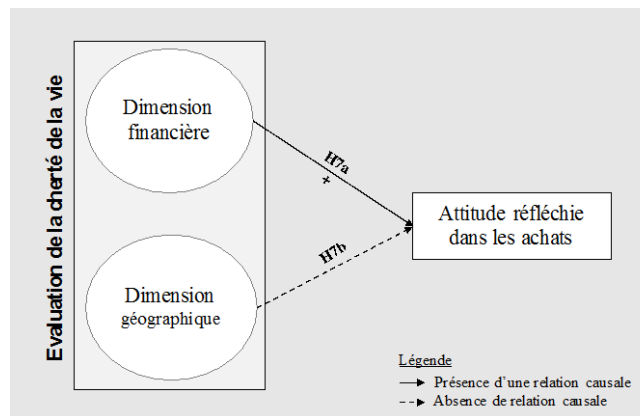 Evaluation de la cherté de la vie
Dimension
financière
H7a
+
Attitude réfléchie
dans les achats
H7b
Dimension
géographique
Légende
Présence d'une relation causale
Absence de relation causale